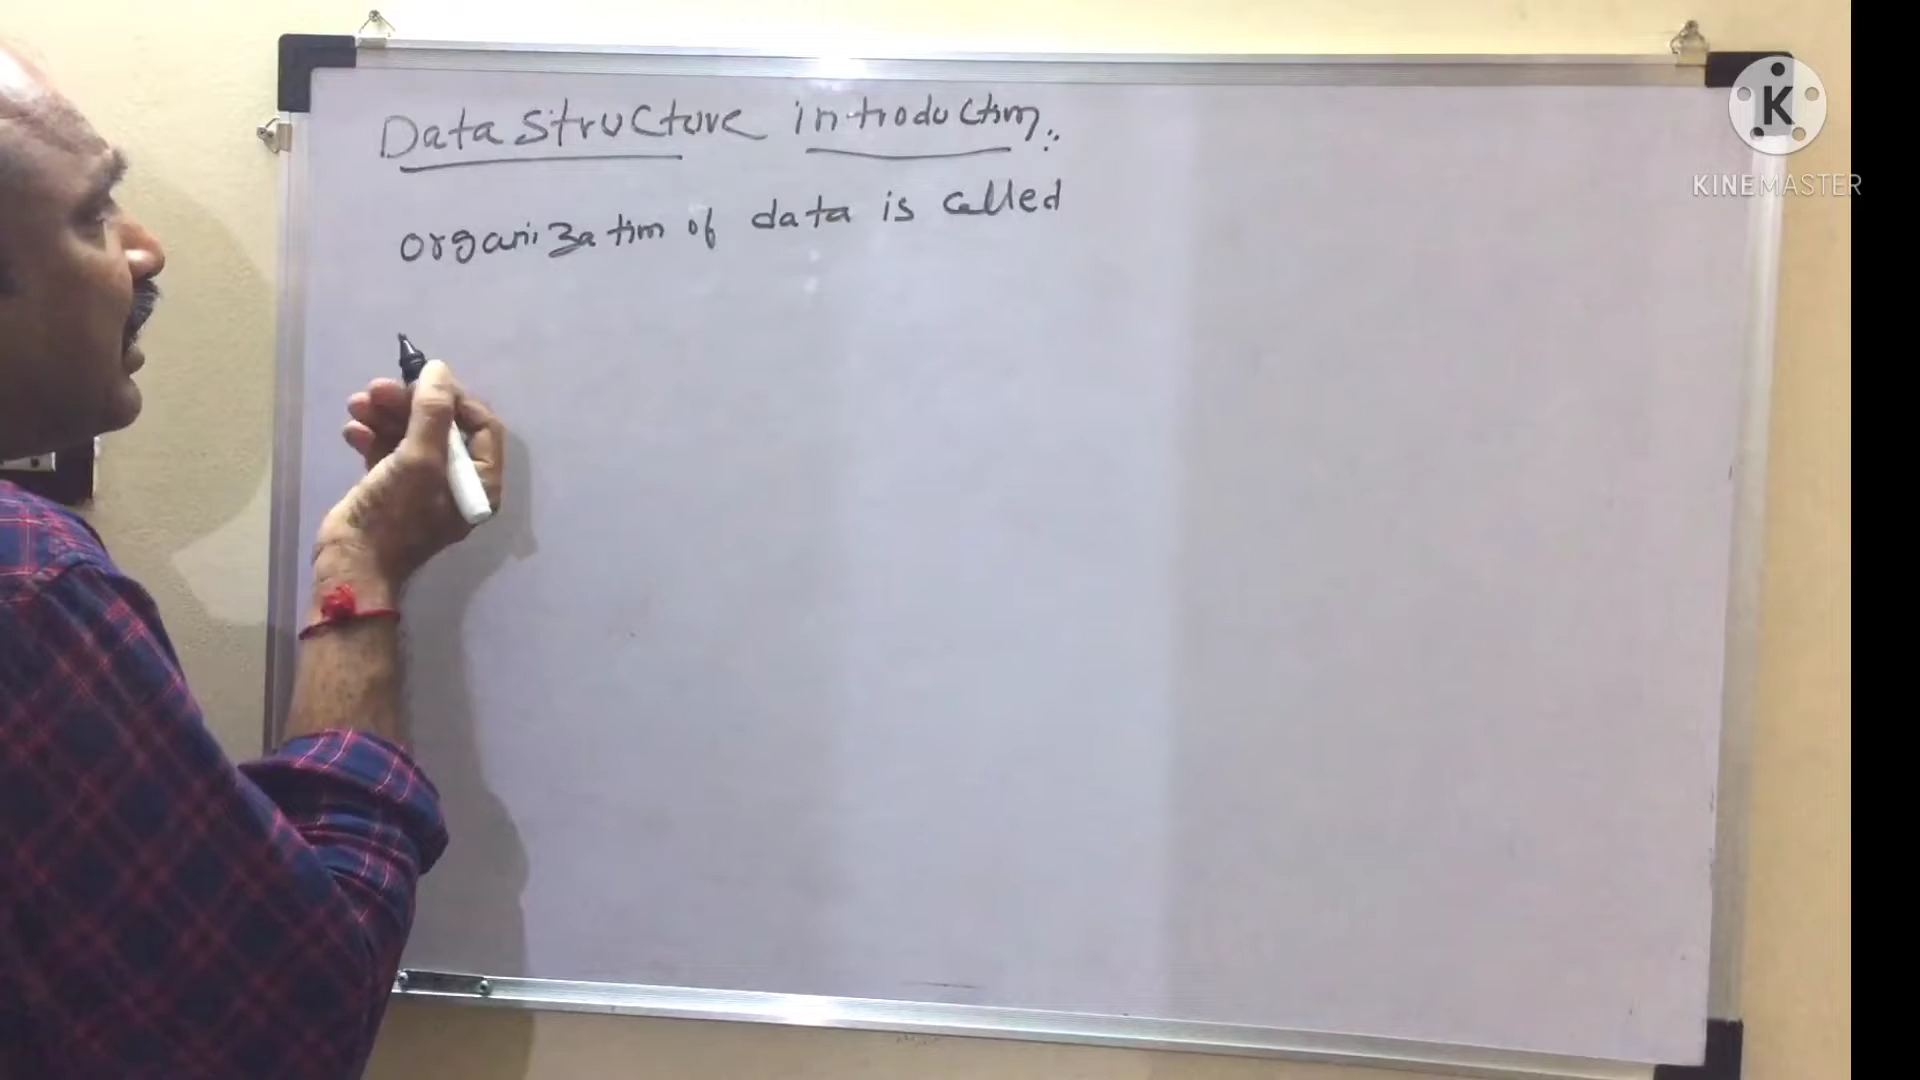 Data Structure introduction:
organization of data is called
K
KINEMASTER